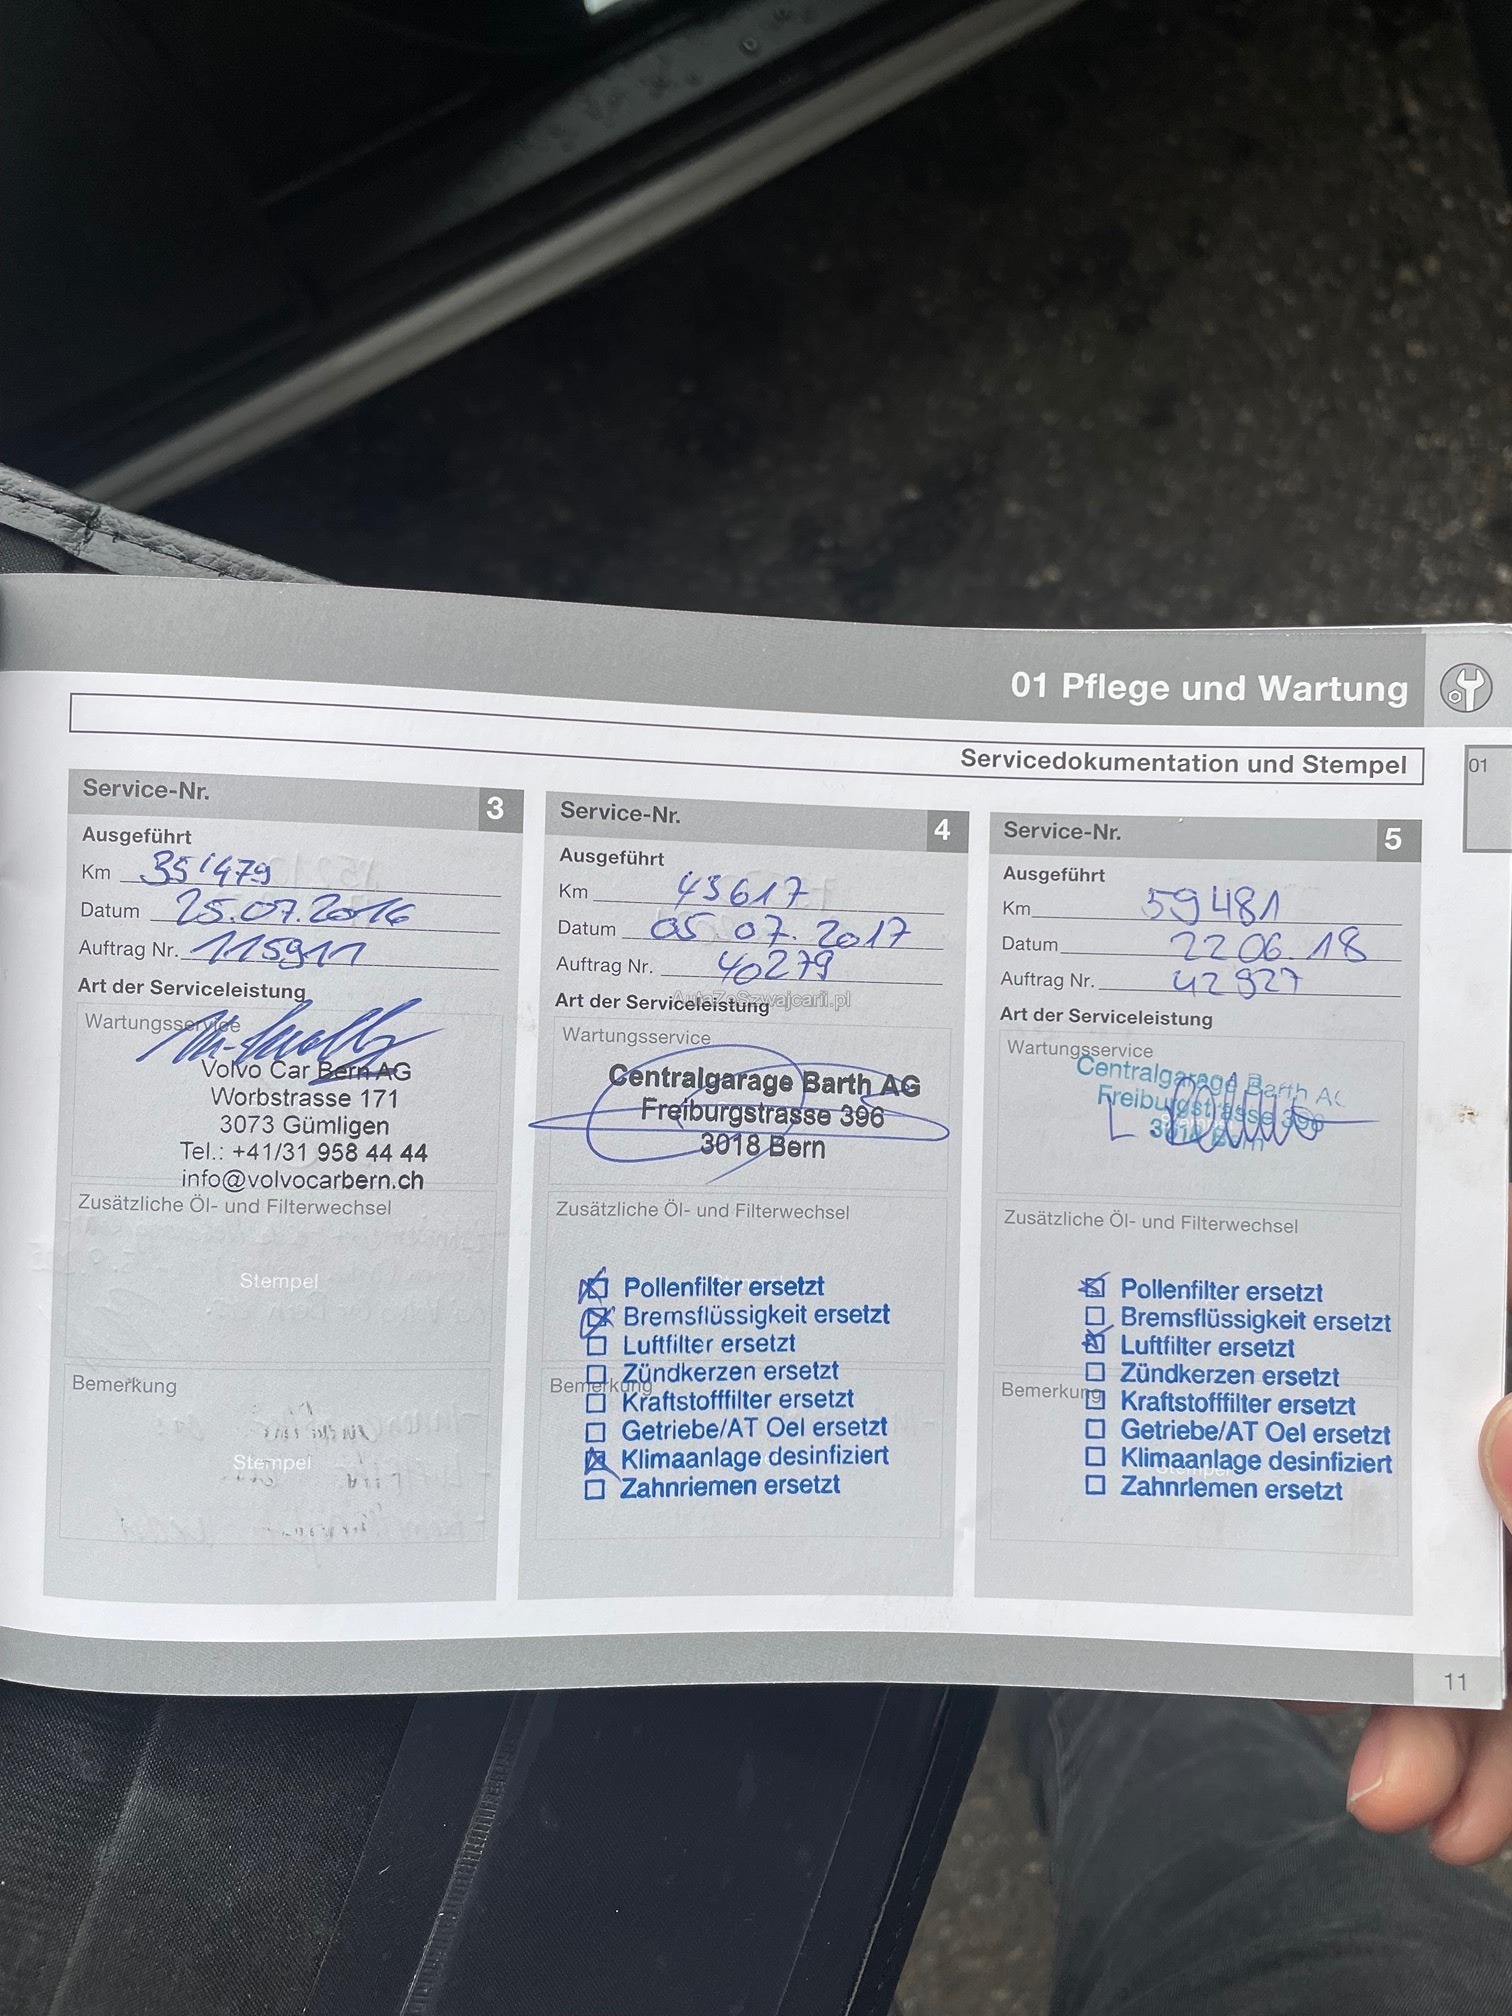 01 Pflege und Wartung
Servicedokumentation und Stempel
01
Service-Nr. 3
Ausgeführt
Km 35'479
Datum 25.07.2016
Auftrag Nr. 115911
Art der Serviceleistung
Wartungsservice
Volvo Car Bern AG
Worbstrasse 171
3073 Gümligen
Tel.: +41/31 958 44 44
info@volvocarbern.ch
Zusätzliche Öl- und Filterwechsel
Stempel
Bemerkung
Stempel
Service-Nr. 4
Ausgeführt
Km 43617
Datum 05 07. 2017
Auftrag Nr. 40279
AutaZeSzwajcarii.pl
Art der Serviceleistung
Wartungsservice
Centralgarage Barth AG
Freiburgstrasse 396
3018 Bern
Zusätzliche Öl- und Filterwechsel
Pollenfilter ersetzt
Bremsflüssigkeit ersetzt
Luftfilter ersetzt
Zündkerzen ersetzt
Bemerkung
Kraftstofffilter ersetzt
Getriebe/AT Oel ersetzt
Klimaanlage desinfiziert
Zahnriemen ersetzt
Service-Nr. 5
Ausgeführt
Km 59481
Datum 22 06. 18
Auftrag Nr. 42927
Art der Serviceleistung
Wartungsservice
Centralgarage Barth AG
Freiburgstrasse 396
3018 Bern
Zusätzliche Öl- und Filterwechsel
Pollenfilter ersetzt
Bremsflüssigkeit ersetzt
Luftfilter ersetzt
Zündkerzen ersetzt
Bemerkung
Kraftstofffilter ersetzt
Getriebe/AT Oel ersetzt
Klimaanlage desinfiziert
Zahnriemen ersetzt
11